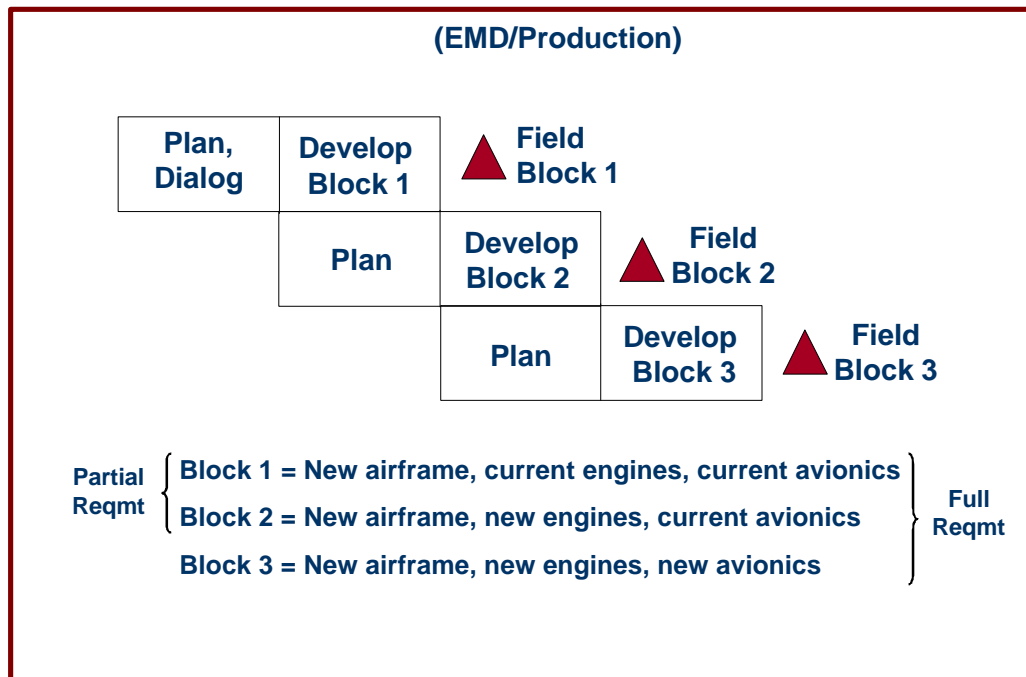 (EMD/Production)
Plan,
Dialog
Develop
Block 1
Field
Block 1
Plan
Develop
Block 2
Field
Block 2
Plan
Develop
Block 3
Field
Block 3
Partial
Reqmt
Block 1 = New airframe, current engines, current avionics
Block 2 = New airframe, new engines, current avionics
Block 3 = New airframe, new engines, new avionics
Full
Reqmt